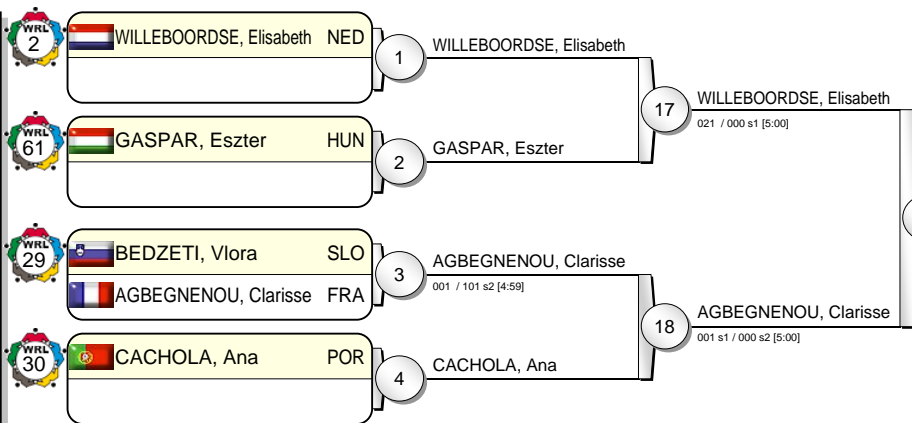 WRL
2
WILLEBOORDSE, Elisabeth NED
1
WILLEBOORDSE, Elisabeth
17
WILLEBOORDSE, Elisabeth
021 / 000 s1 [5:00]
WRL
61
GASPAR, Eszter HUN
2
GASPAR, Eszter
WRL
29
BEDZETI, Vlora SLO
AGBEGNENOU, Clarisse FRA
3
AGBEGNENOU, Clarisse
001 / 101 s2 [4:59]
18
AGBEGNENOU, Clarisse
001 s1 / 000 s2 [5:00]
WRL
30
CACHOLA, Ana POR
4
CACHOLA, Ana